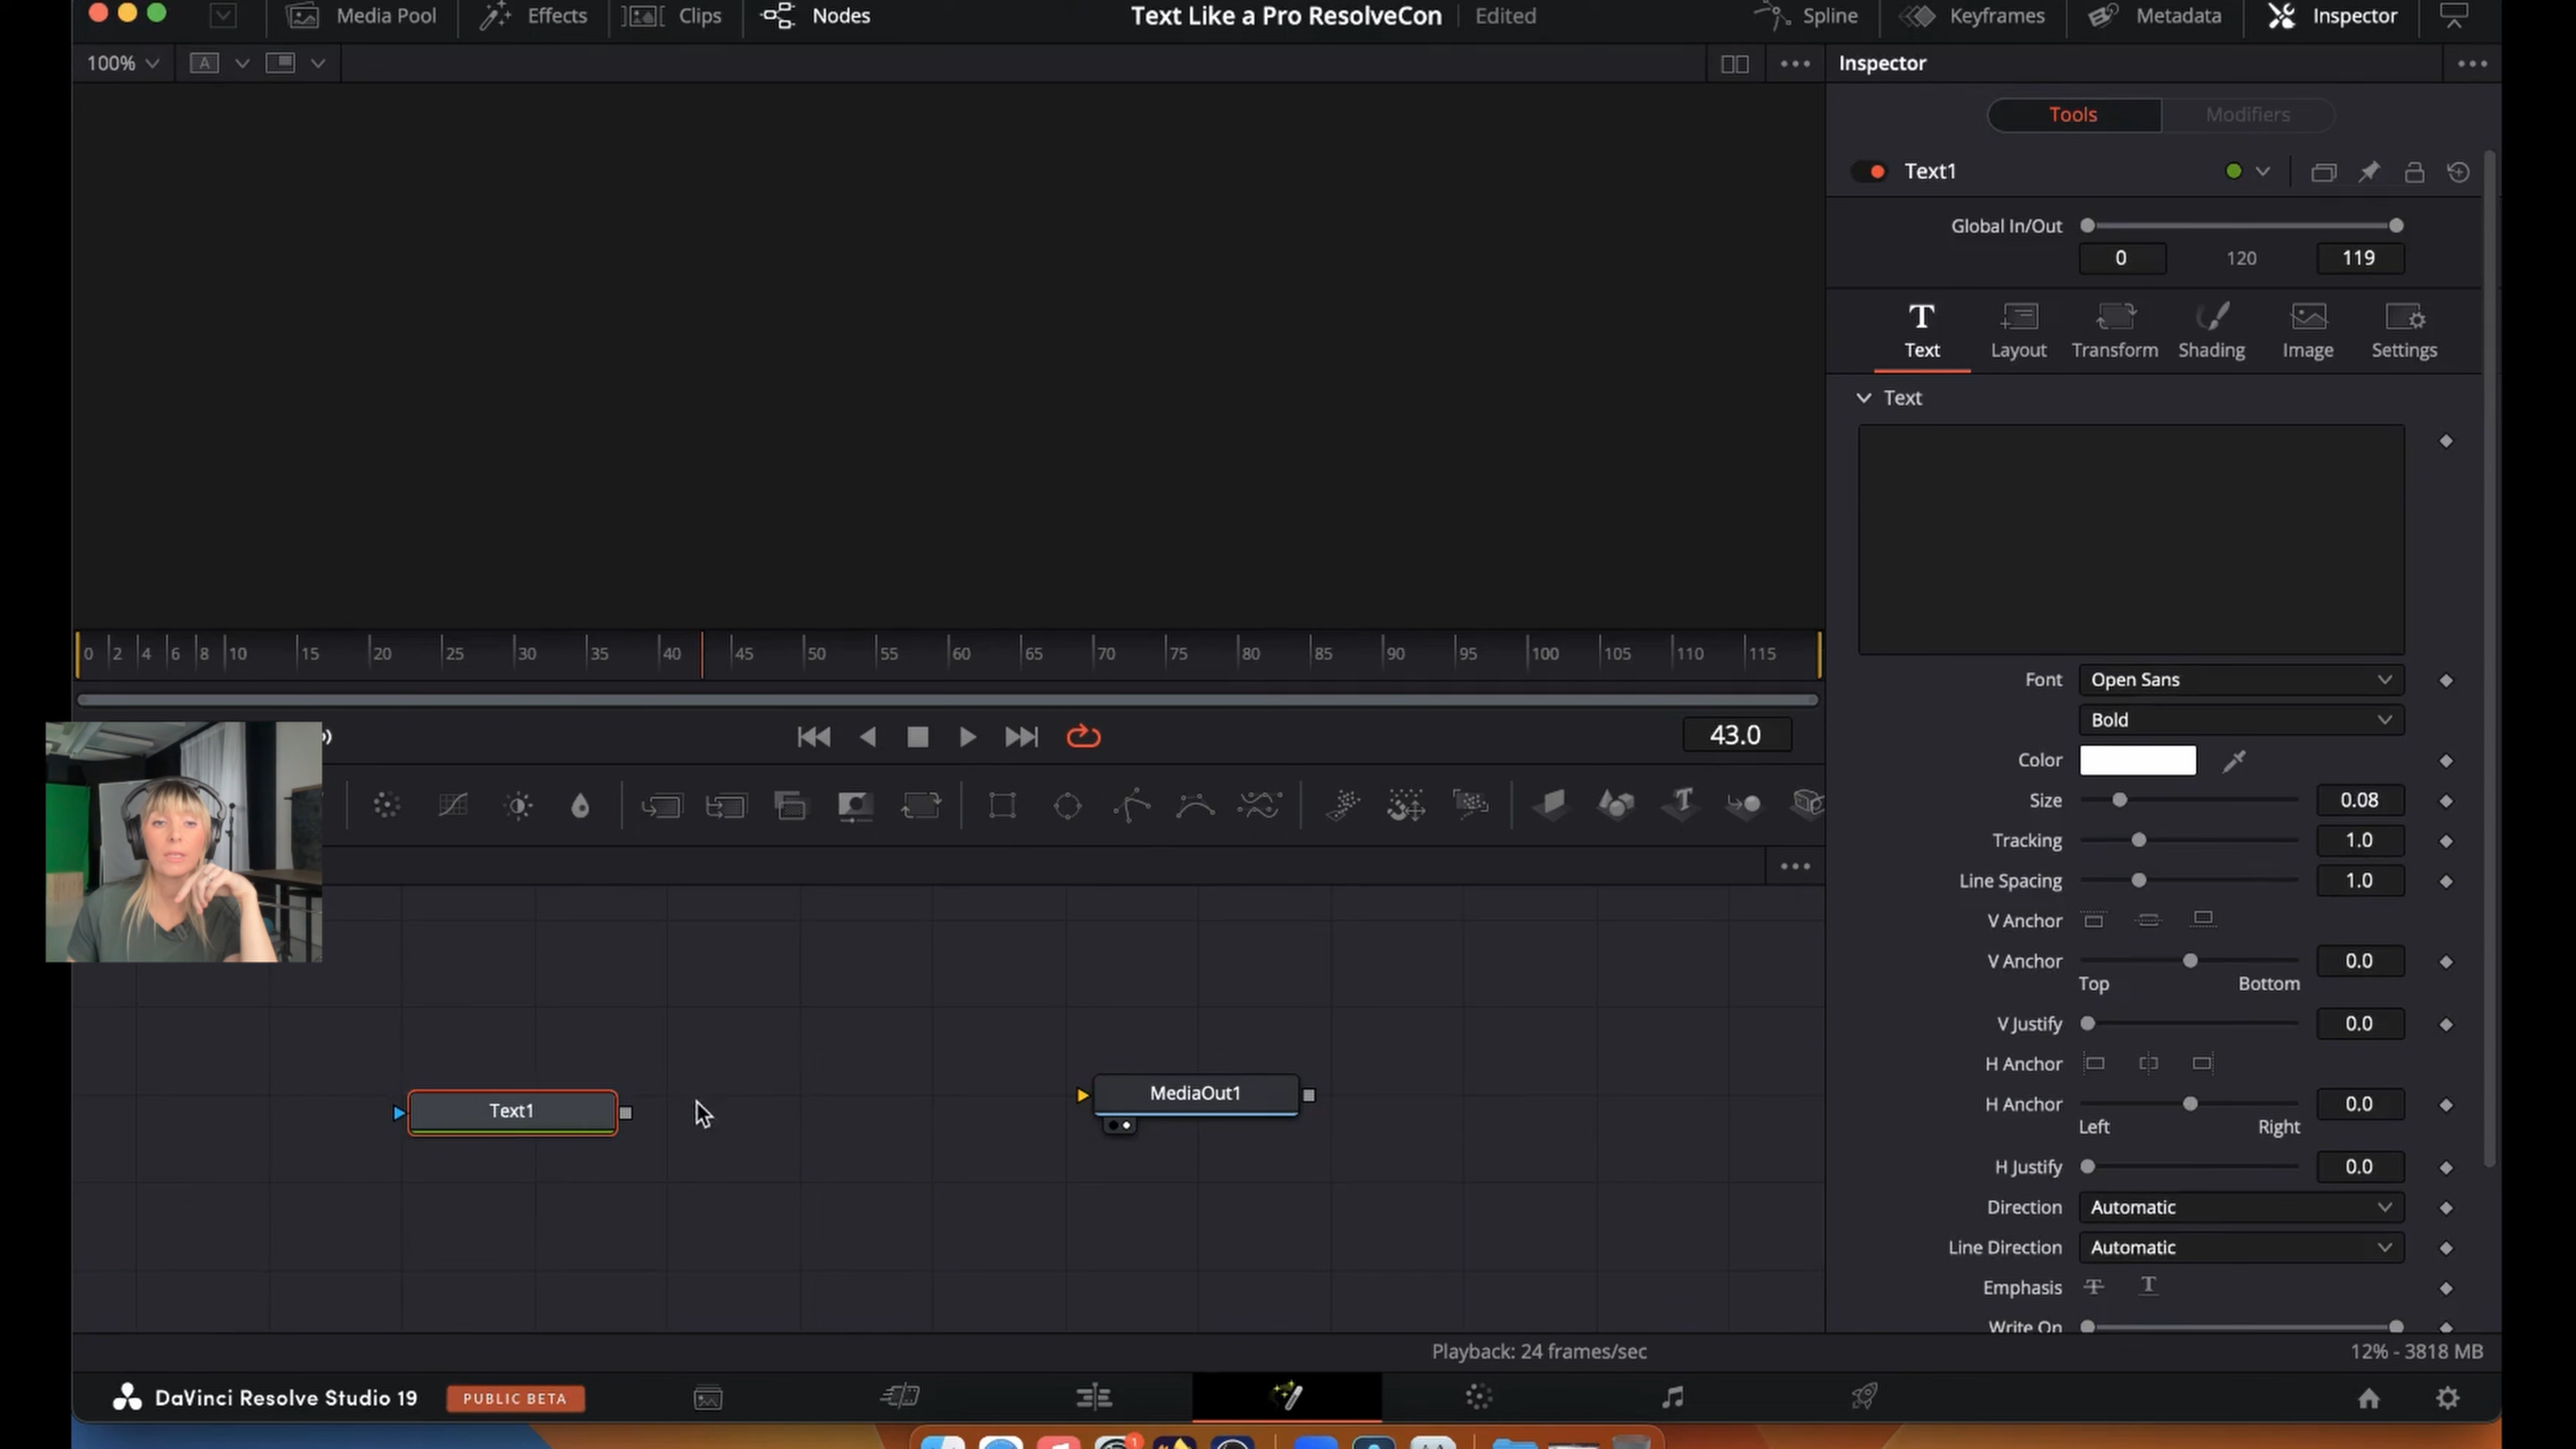 Media Pool Effects Clips Nodes Text Like a Pro ResolveCon Edited Spline Keyframes Metadata Inspector
100% A Inspector
Tools Modifiers
Text1
Global In/Out
0 120 119
Text Layout Transform Shading Image Settings
Text
Font Open Sans
Bold
Color
Size 0.08
Tracking 1.0
Line Spacing 1.0
V Anchor
V Anchor 0.0
Top Bottom
V Justify 0.0
H Anchor
H Anchor 0.0
Left Right
H Justify 0.0
Direction Automatic
Line Direction Automatic
Emphasis
Write On
0 2 4 6 8 10 15 20 25 30 35 40 45 50 55 60 65 70 75 80 85 90 95 100 105 110 115
43.0
Text1
MediaOut1
Playback: 24 frames/sec 12% - 3818 MB
DaVinci Resolve Studio 19 PUBLIC BETA
1